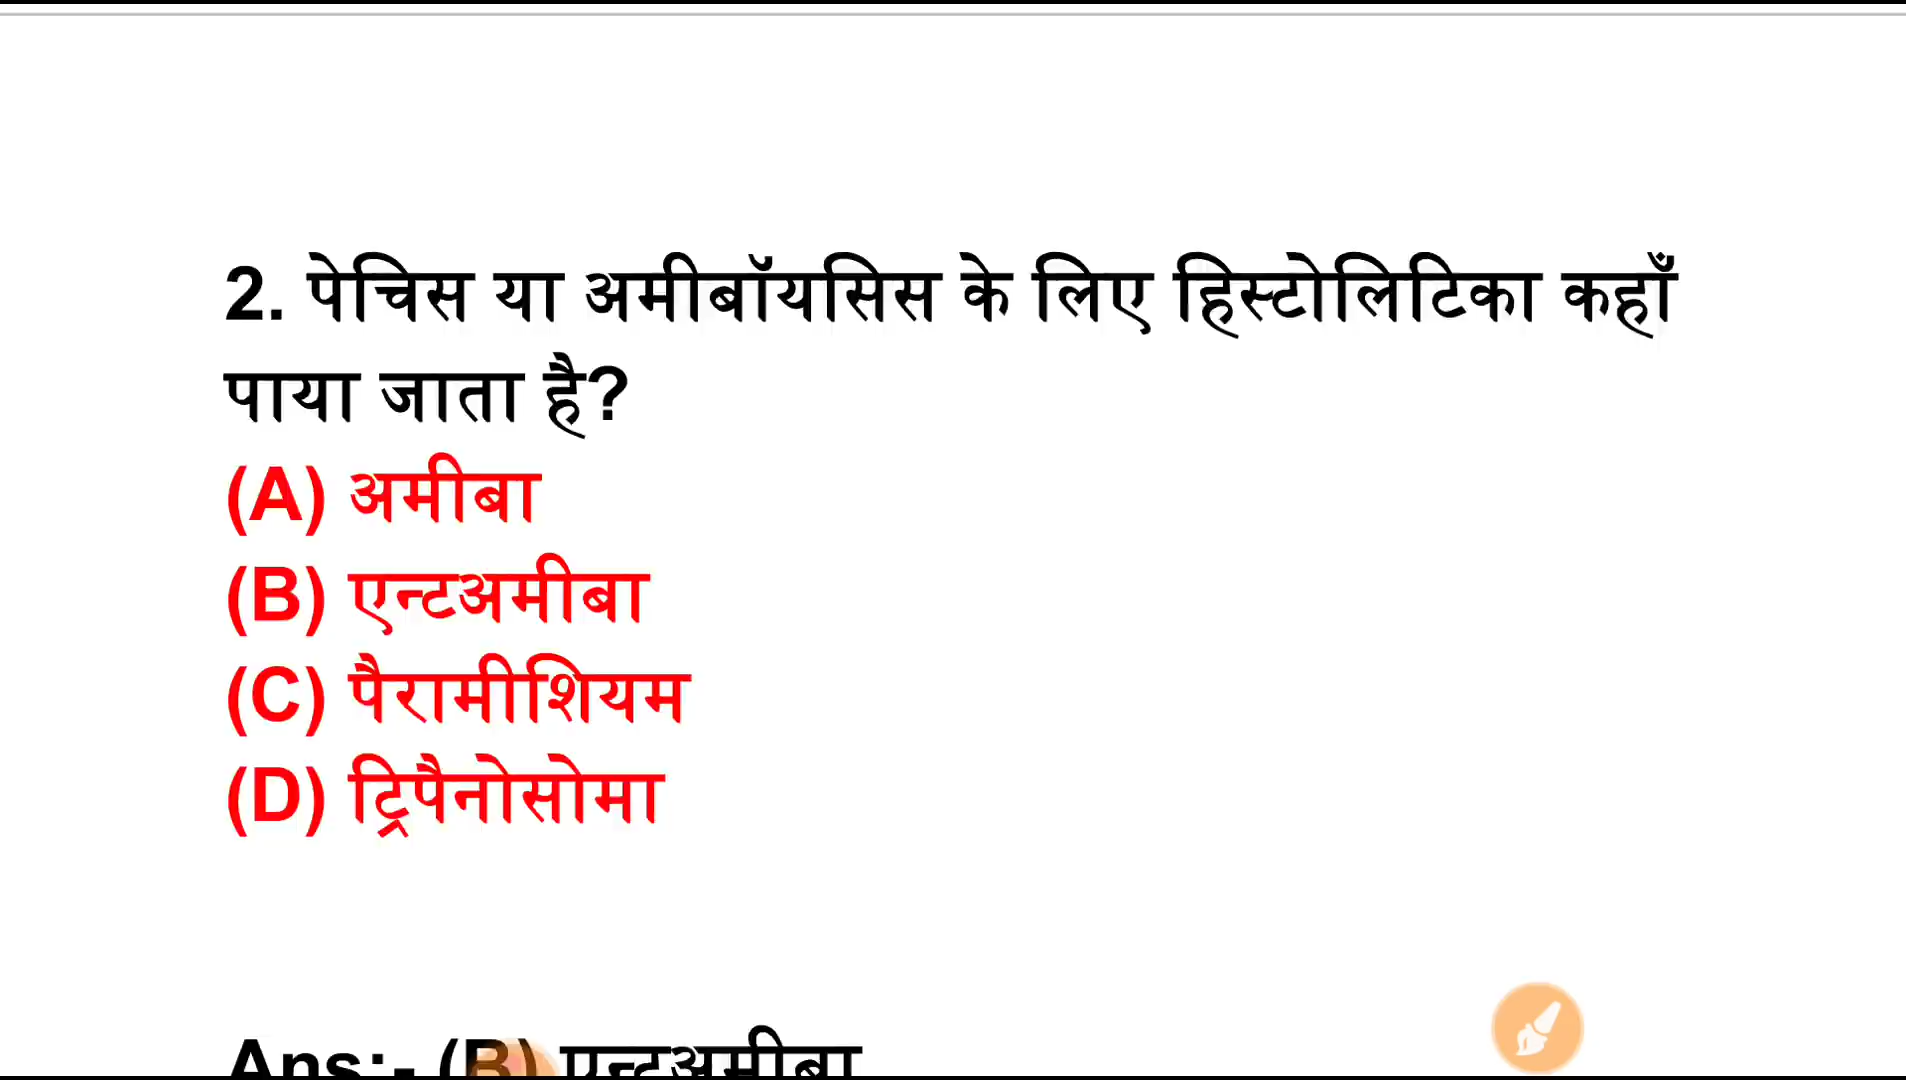 2. पेचिस या अमीबॉयसिस के लिए हिस्टोलिटिका कहाँ
पाया जाता है?
(A) अमीबा
(B) एन्टअमीबा
(C) पैरामीशियम
(D) ट्रिपैनोसोमा
Ans:- (B) एन्टअमीबा